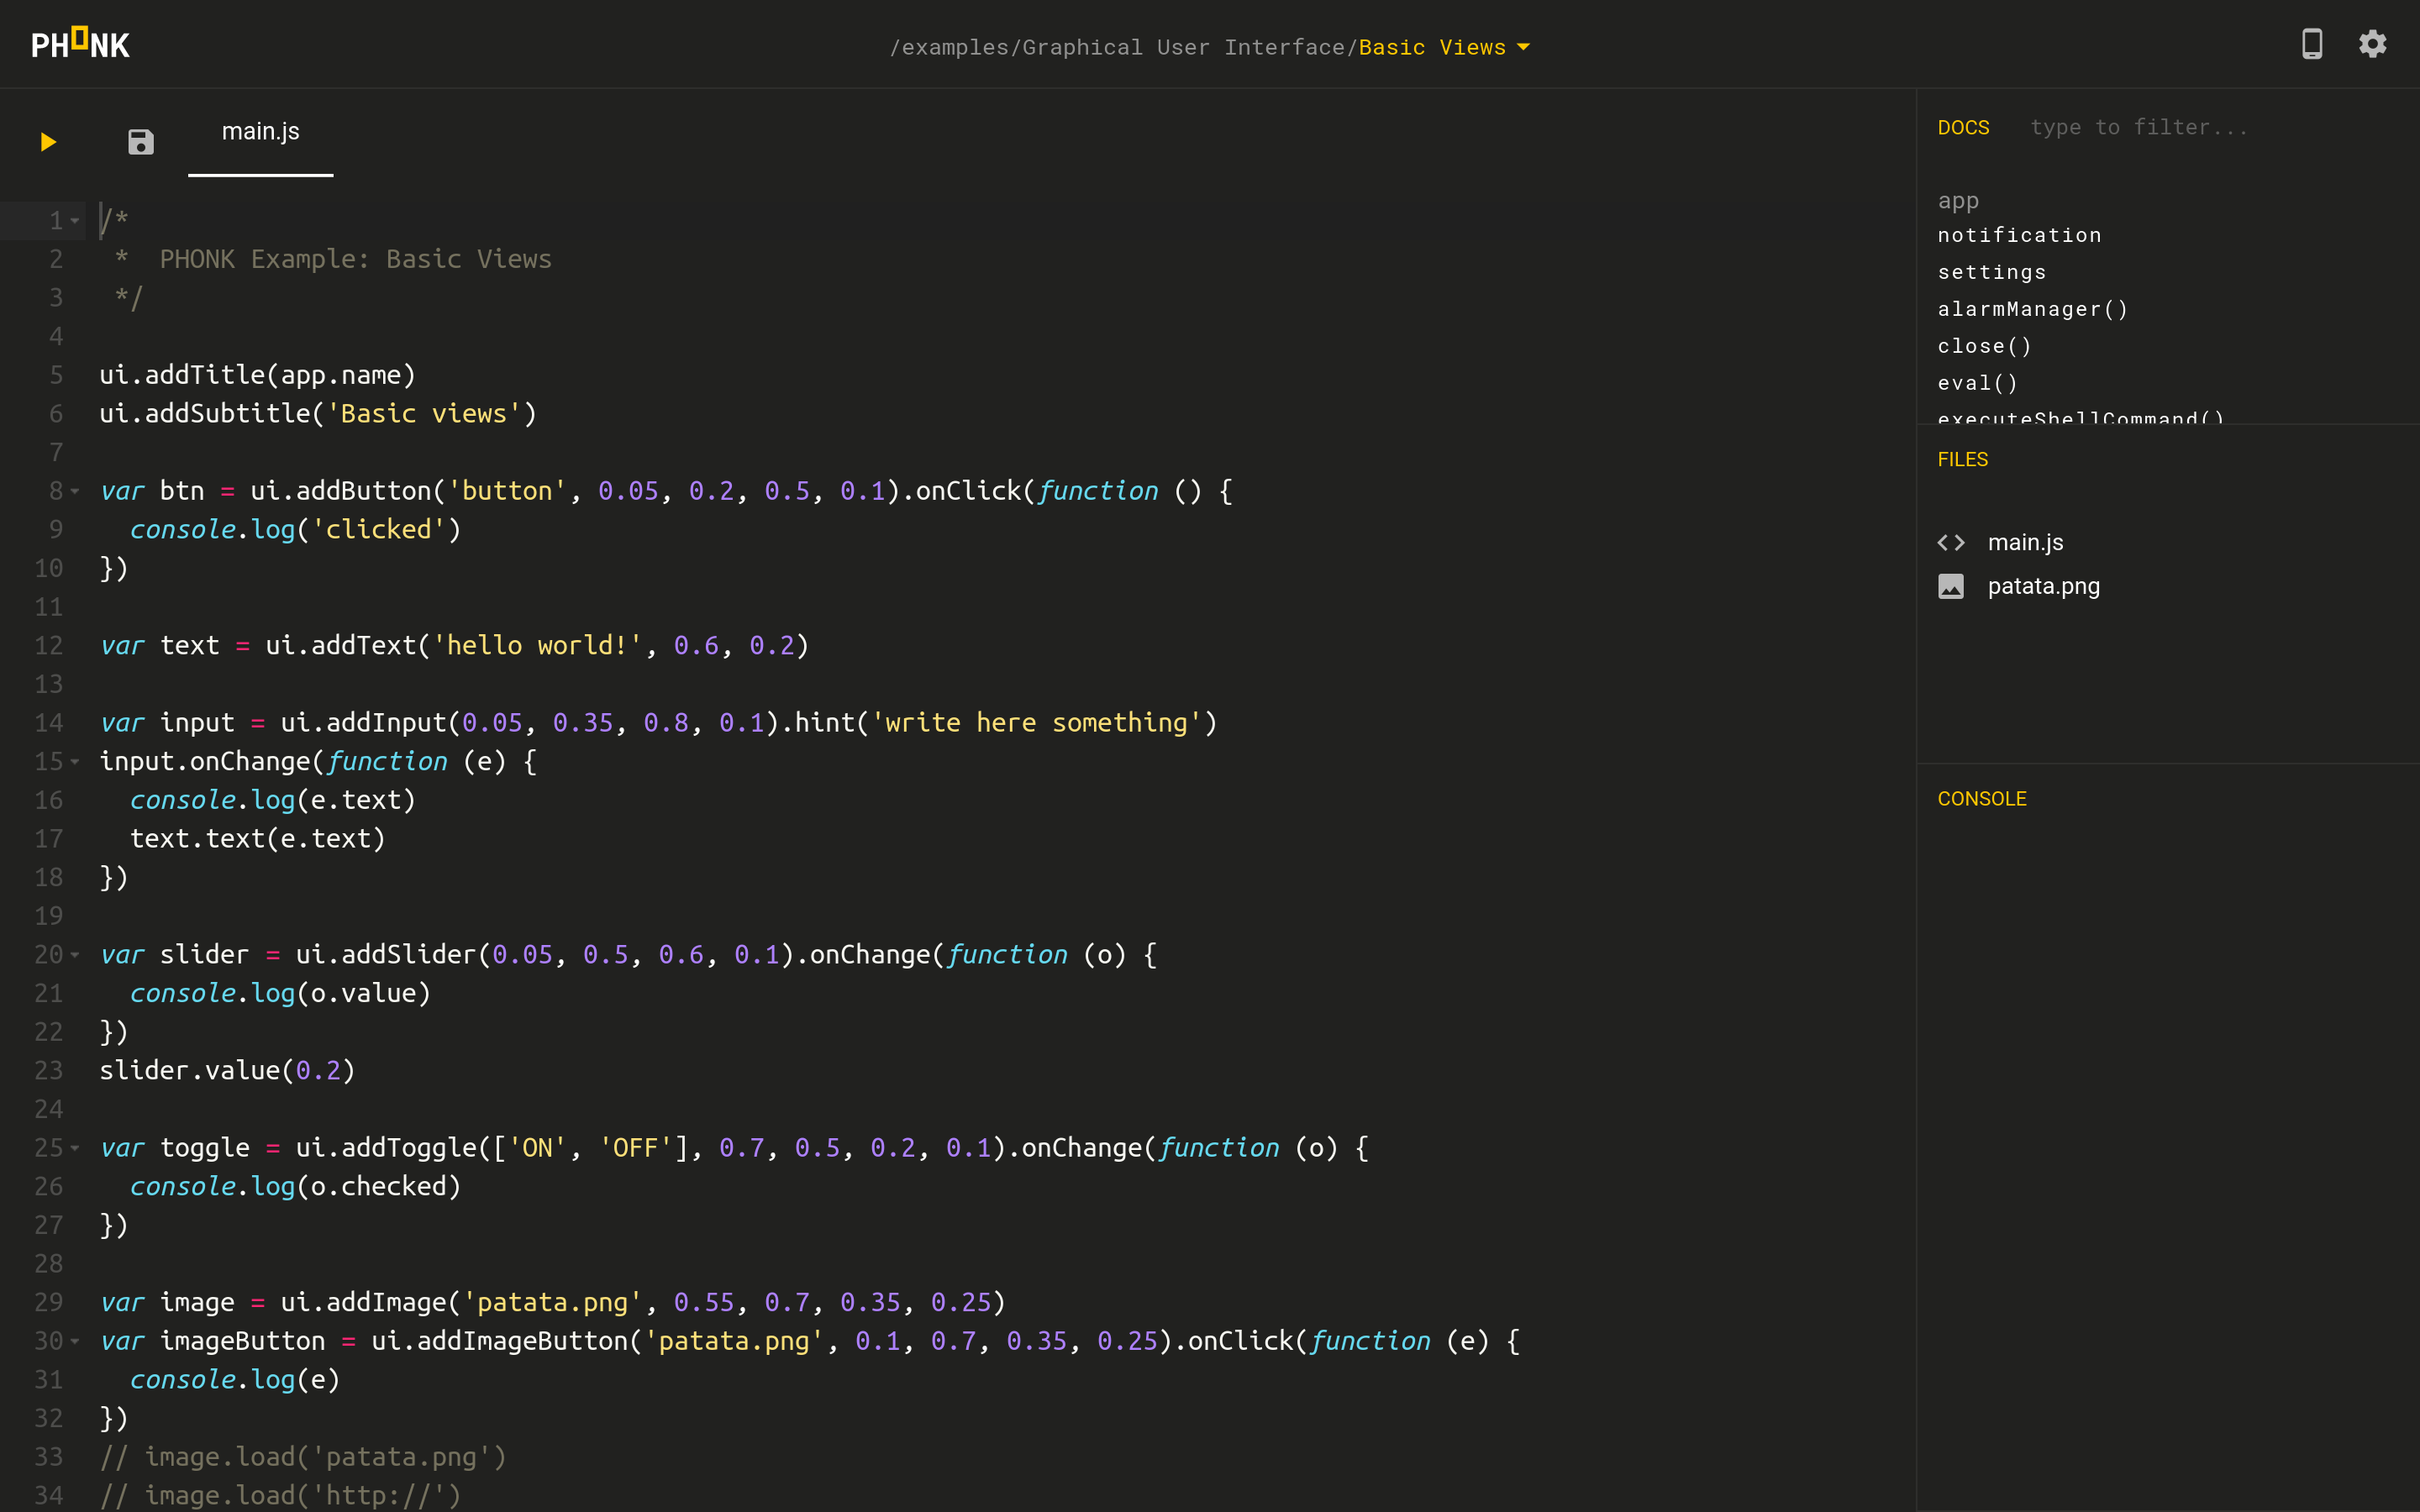 PHONK
/examples/Graphical User Interface/Basic Views
main.js
1 /*
2  *  PHONK Example: Basic Views
3  */
4
5 ui.addTitle(app.name)
6 ui.addSubtitle('Basic views')
7
8 var btn = ui.addButton('button', 0.05, 0.2, 0.5, 0.1).onClick(function () {
9   console.log('clicked')
10 })
11
12 var text = ui.addText('hello world!', 0.6, 0.2)
13
14 var input = ui.addInput(0.05, 0.35, 0.8, 0.1).hint('write here something')
15 input.onChange(function (e) {
16   console.log(e.text)
17   text.text(e.text)
18 })
19
20 var slider = ui.addSlider(0.05, 0.5, 0.6, 0.1).onChange(function (o) {
21   console.log(o.value)
22 })
23 slider.value(0.2)
24
25 var toggle = ui.addToggle(['ON', 'OFF'], 0.7, 0.5, 0.2, 0.1).onChange(function (o) {
26   console.log(o.checked)
27 })
28
29 var image = ui.addImage('patata.png', 0.55, 0.7, 0.35, 0.25)
30 var imageButton = ui.addImageButton('patata.png', 0.1, 0.7, 0.35, 0.25).onClick(function (e) {
31   console.log(e)
32 })
33 // image.load('patata.png')
34 // image.load('http://')
DOCS type to filter...
app
notification
settings
alarmManager()
close()
eval()
executeShellCommand()
FILES
main.js
patata.png
CONSOLE